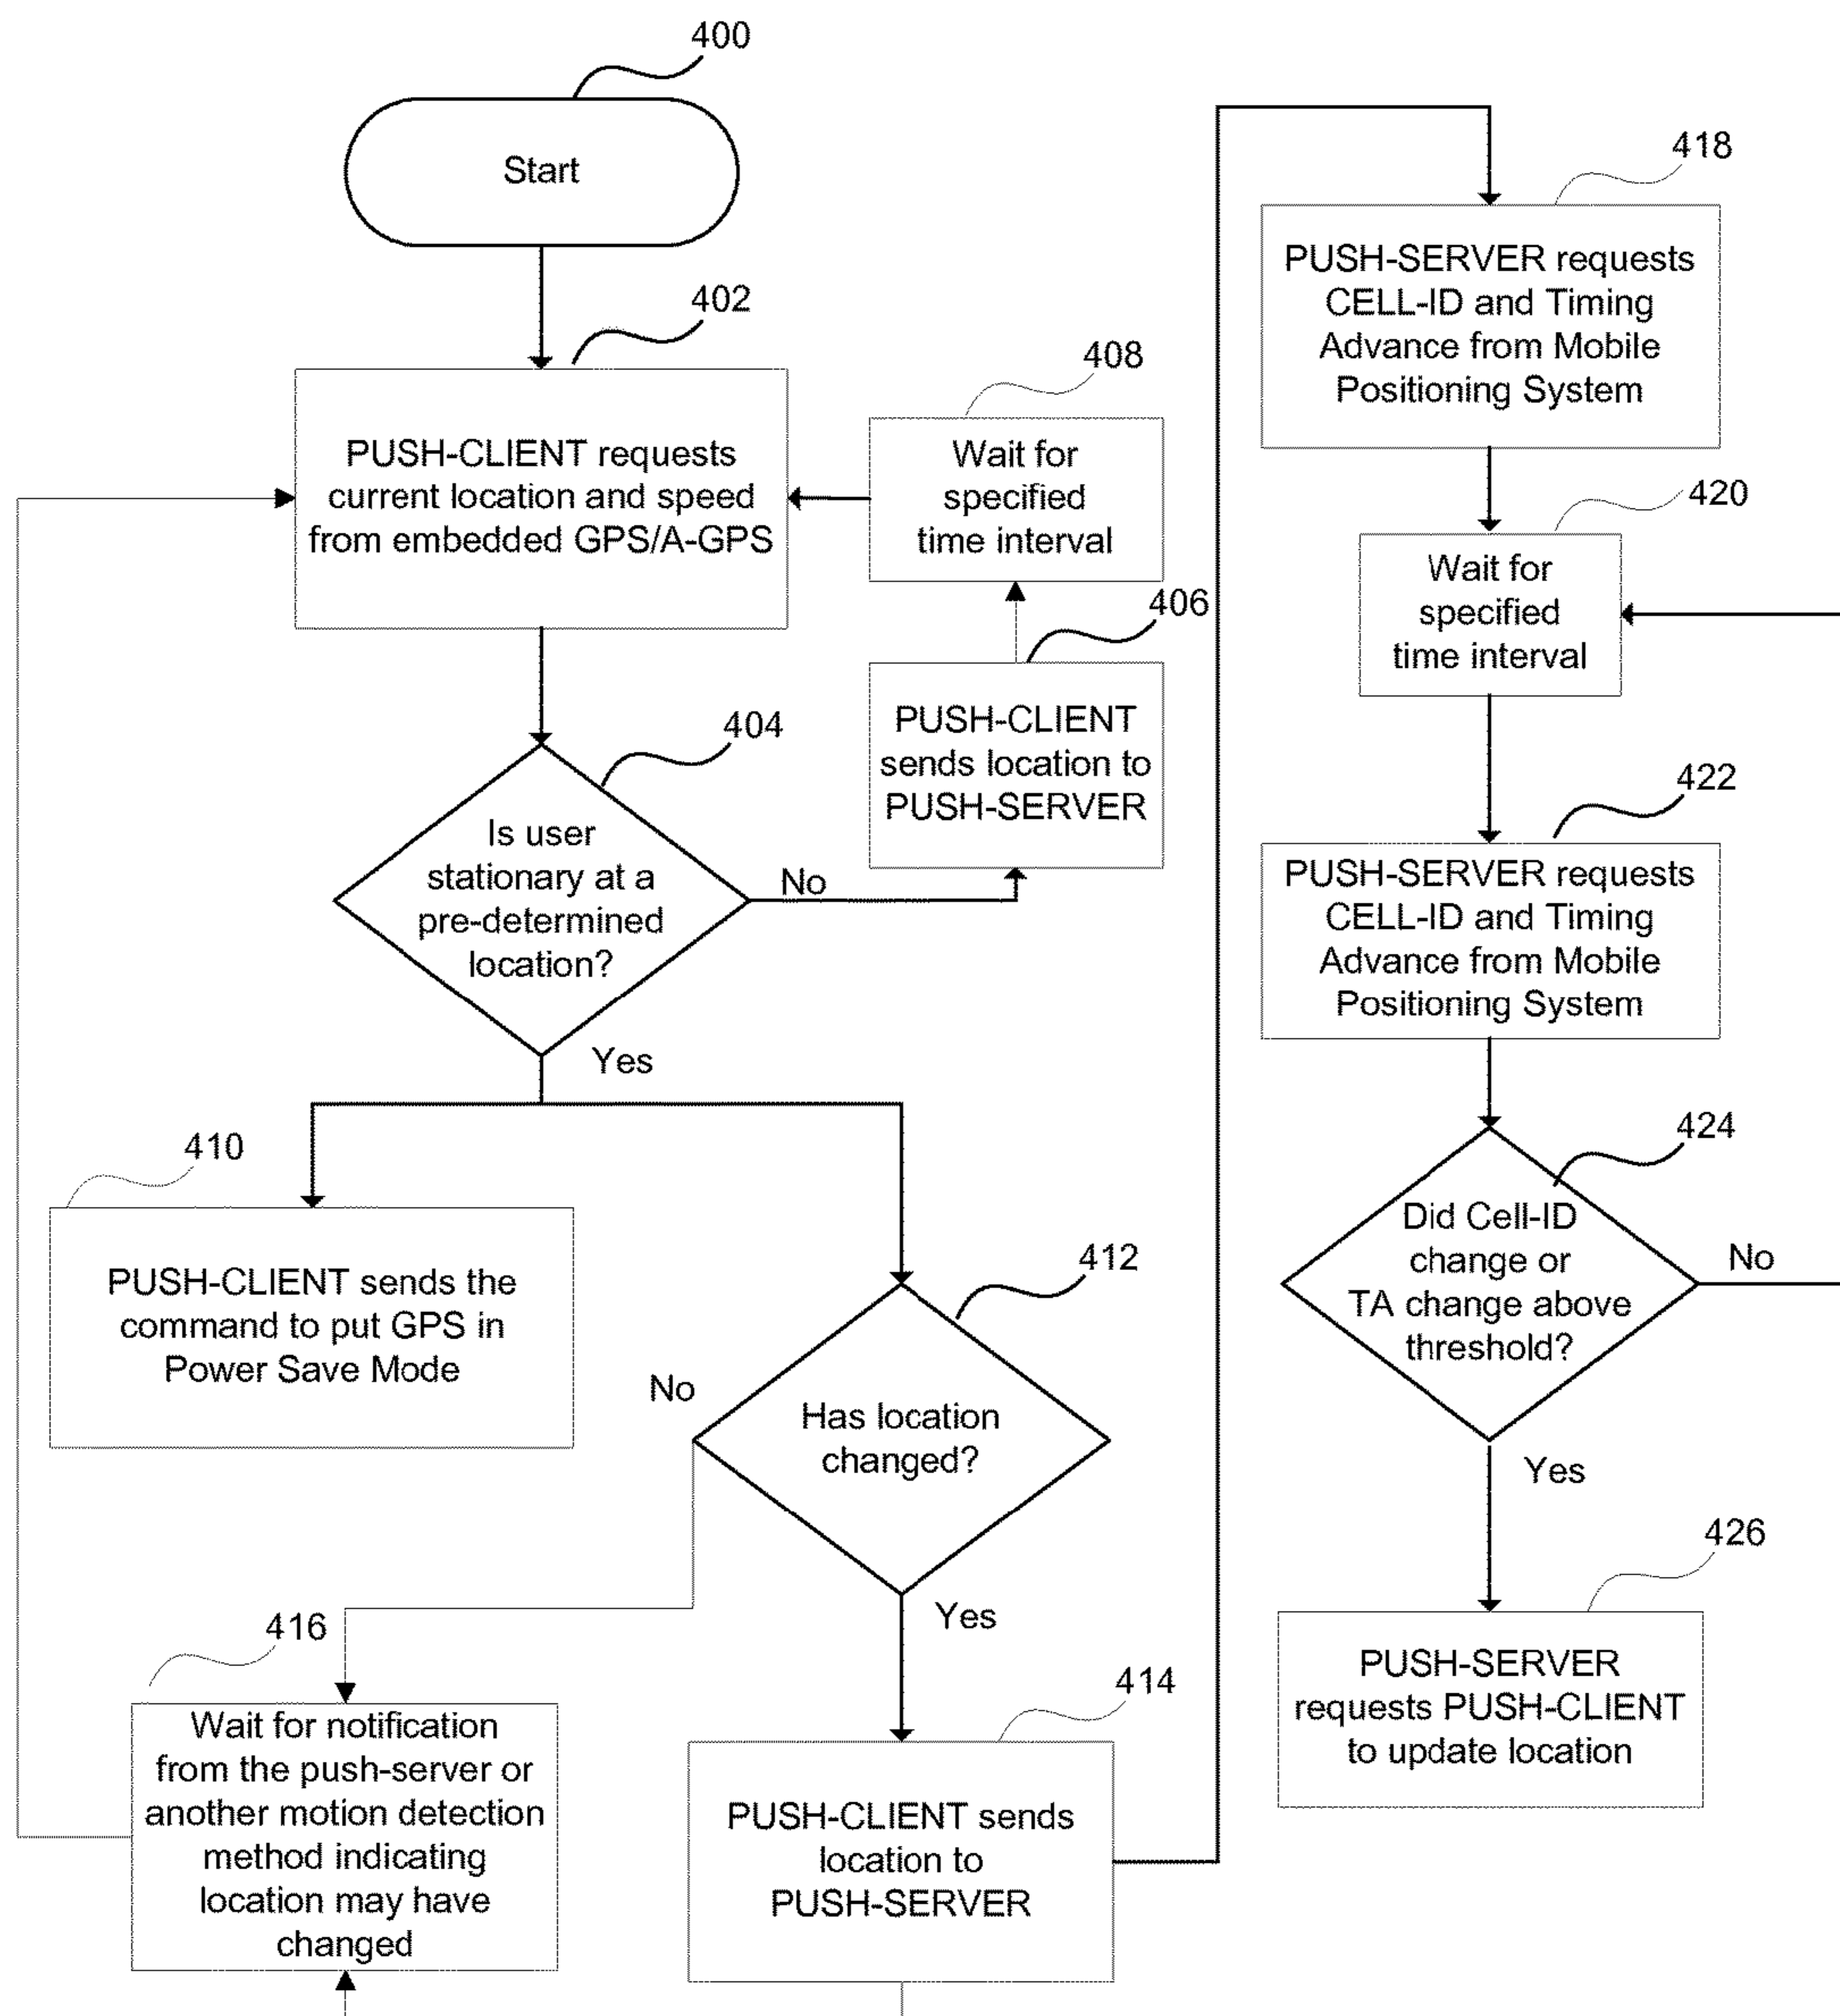 400
Start
402
PUSH-CLIENT requests
current location and speed
from embedded GPS/A-GPS
408
Wait for
specified
time interval
406
PUSH-CLIENT
sends location to
PUSH-SERVER
404
Is user
stationary at a
pre-determined
location?
No
Yes
410
PUSH-CLIENT sends the
command to put GPS in
Power Save Mode
412
Has location
changed?
No
Yes
416
Wait for notification
from the push-server or
another motion detection
method indicating
location may have
changed
414
PUSH-CLIENT sends
location to
PUSH-SERVER
418
PUSH-SERVER requests
CELL-ID and Timing
Advance from Mobile
Positioning System
420
Wait for
specified
time interval
422
PUSH-SERVER requests
CELL-ID and Timing
Advance from Mobile
Positioning System
424
Did Cell-ID
change or
TA change above
threshold?
No
Yes
426
PUSH-SERVER
requests PUSH-CLIENT
to update location